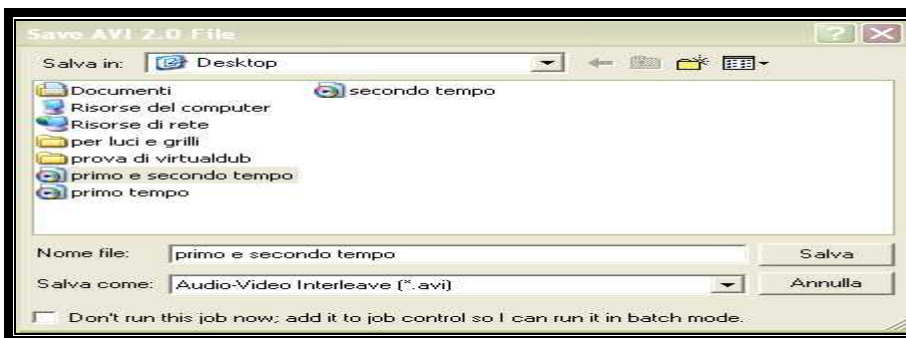 Save AVI 2.0 File
Salva in: Desktop
Documenti
Risorse del computer
Risorse di rete
per luci e grilli
prova di virtualdub
primo e secondo tempo
primo tempo
secondo tempo
Nome file: primo e secondo tempo Salva
Salva come: Audio-Video Interleave (*.avi) Annulla
Don't run this job now; add it to job control so I can run it in batch mode.